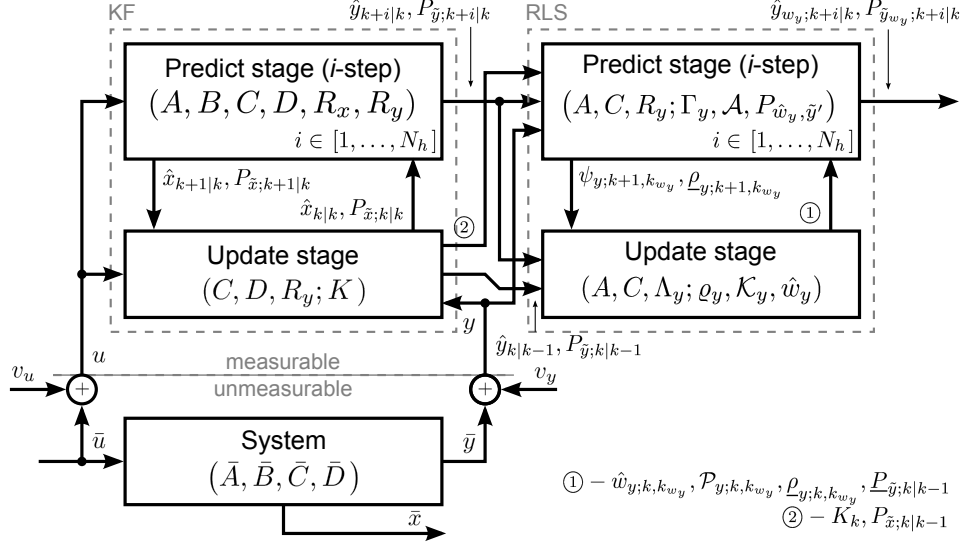 KF
ŷ_{k+i|k}, P_{ỹ;k+i|k}
RLS
ŷ_{w_y;k+i|k}, P_{ỹ_{w_y};k+i|k}
Predict stage (i-step)
(A, B, C, D, R_x, R_y)
i ∈ [1, …, N_h]
Predict stage (i-step)
(A, C, R_y; Γ_y, 𝒜, P_{ŵ_y,ỹ′})
i ∈ [1, …, N_h]
x̂_{k+1|k}, P_{x̃;k+1|k}
x̂_{k|k}, P_{x̃;k|k}
②
ψ_{y;k+1,k_{w_y}}, ρ̲_{y;k+1,k_{w_y}}
①
Update stage
(C, D, R_y; K)
Update stage
(A, C, Λ_y; ϱ_y, 𝒦_y, ŵ_y)
y
ŷ_{k|k−1}, P_{ỹ;k|k−1}
u
measurable
unmeasurable
v_u
+
+
v_y
ū
ȳ
System
(Ā, B̄, C̄, D̄)
x̄
① − ŵ_{y;k,k_{w_y}}, 𝒫_{y;k,k_{w_y}}, ρ̲_{y;k,k_{w_y}}, P̲_{ỹ;k|k−1}
② − K_k, P_{x̃;k|k−1}